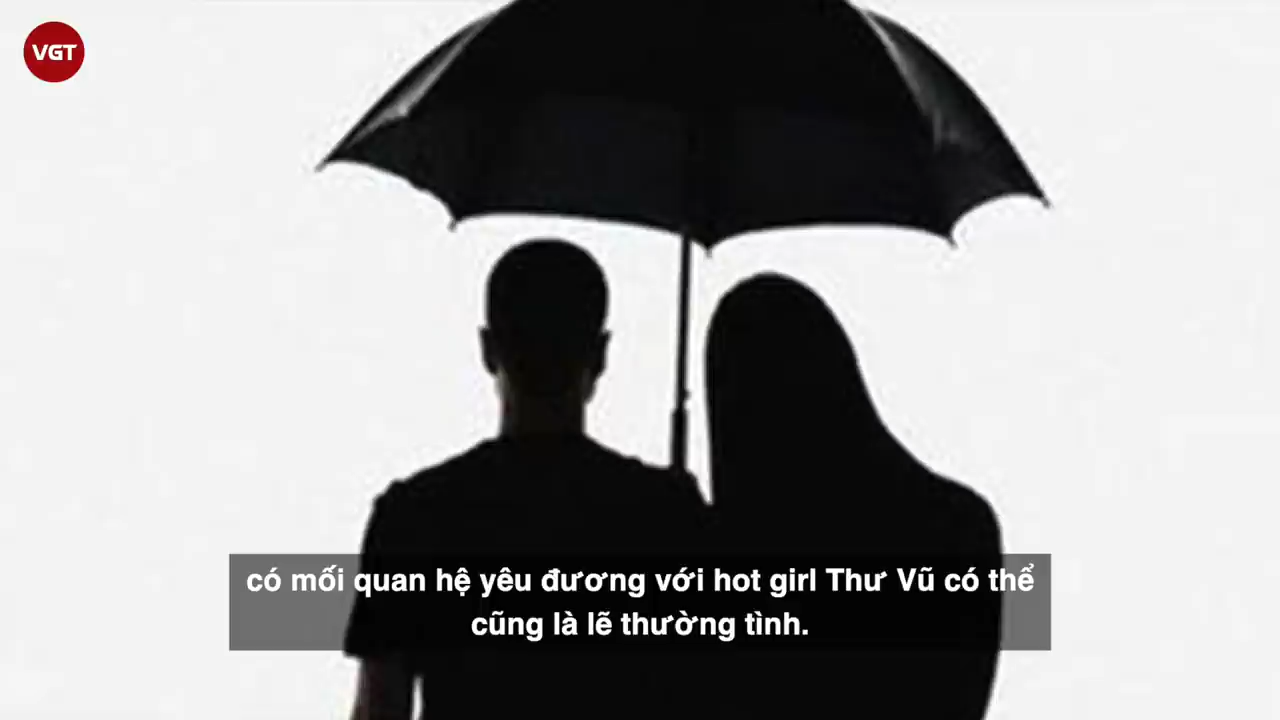 VGT
có mối quan hệ yêu đương với hot girl Thư Vũ có thể
cũng là lẽ thường tình.